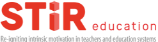 STiR education
Re-igniting intrinsic motivation in teachers and education systems